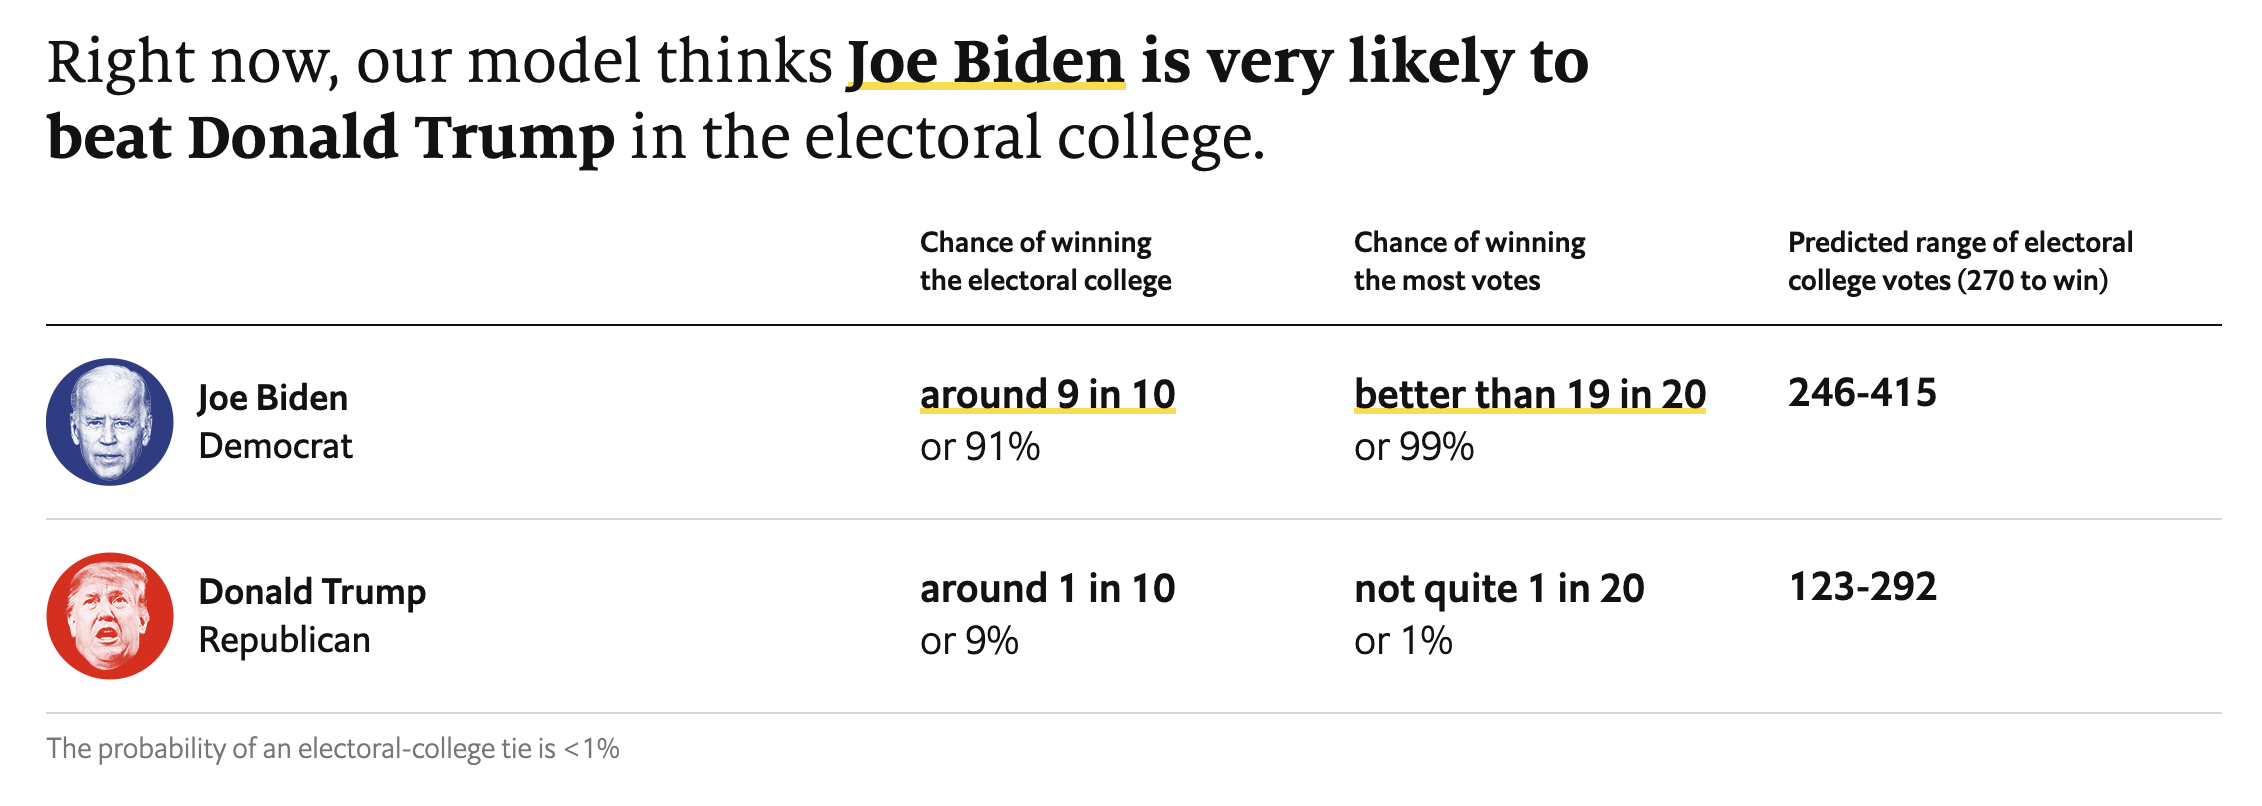 Right now, our model thinks Joe Biden is very likely to
beat Donald Trump in the electoral college.
Chance of winning
the electoral college
Chance of winning
the most votes
Predicted range of electoral
college votes (270 to win)
Joe Biden
Democrat
around 9 in 10
or 91%
better than 19 in 20
or 99%
246-415
Donald Trump
Republican
around 1 in 10
or 9%
not quite 1 in 20
or 1%
123-292
The probability of an electoral-college tie is <1%